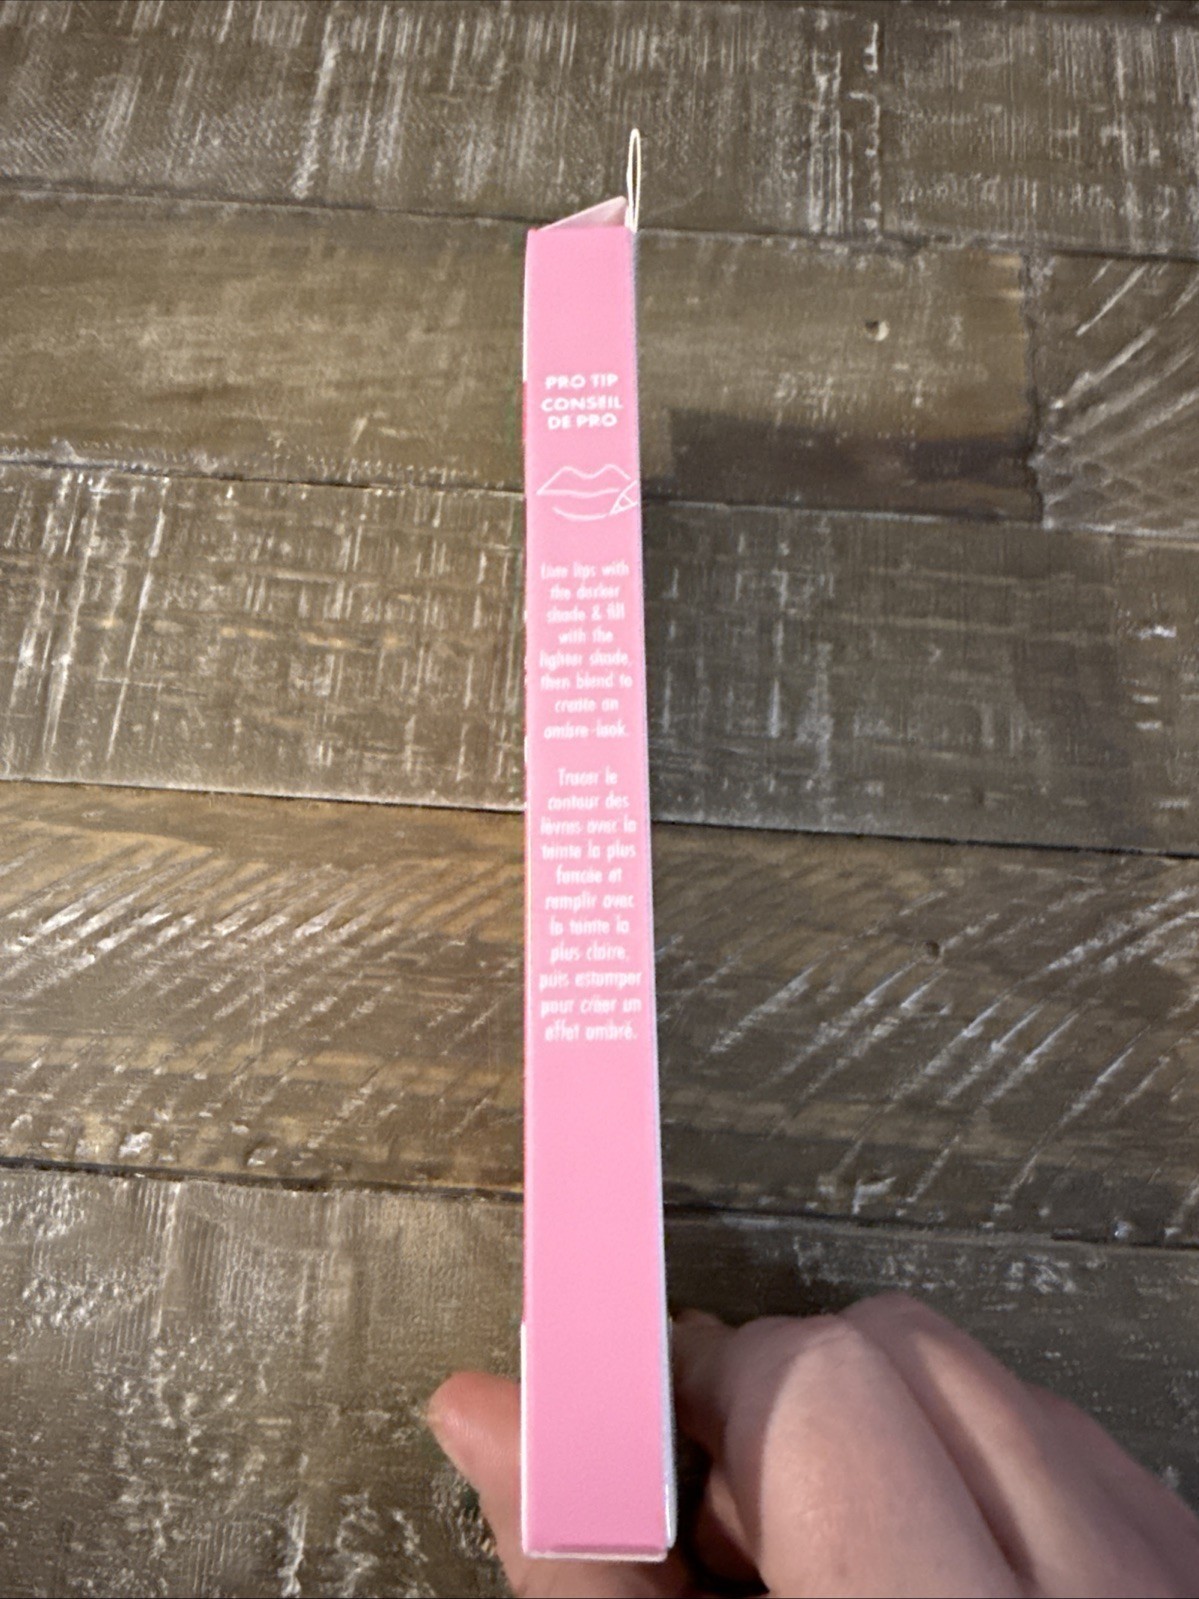 PRO TIP
CONSEIL
DE PRO
Line lips with
the darker
shade & fill
with the
lighter shade,
then blend to
create an
ombre look.
Tracer le
contour des
lèvres avec la
teinte la plus
foncée et
remplir avec
la teinte la
plus claire,
puis estomper
pour créer un
effet ombré.